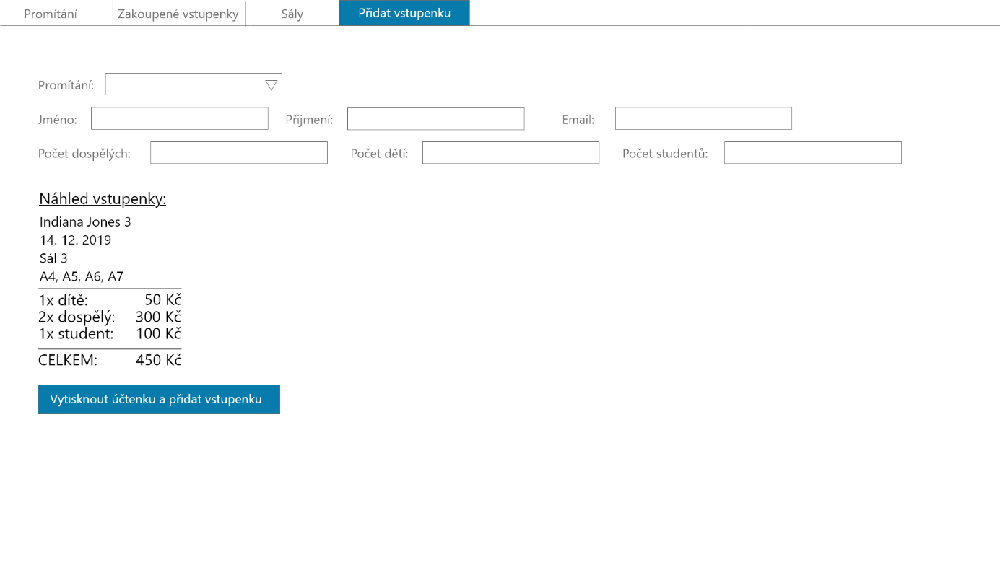 Promítání Zakoupené vstupenky Sály Přidat vstupenku
Promítání:
Jméno: Přijmení: Email:
Počet dospělých: Počet dětí: Počet studentů:
Náhled vstupenky:
Indiana Jones 3
14. 12. 2019
Sál 3
A4, A5, A6, A7
1x dítě: 50 Kč
2x dospělý: 300 Kč
1x student: 100 Kč
CELKEM: 450 Kč
Vytisknout účtenku a přidat vstupenku